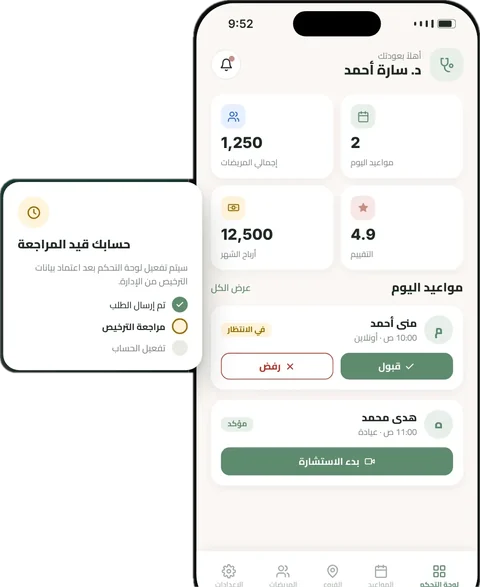 9:52
أهلاً بعودتك
د. سارة أحمد
2
مواعيد اليوم
1,250
إجمالي المريضات
4.9
التقييم
12,500
أرباح الشهر
مواعيد اليوم
عرض الكل
م
منى أحمد
10:00 ص · أونلاين
في الانتظار
قبول
رفض
ه
هدى محمد
11:00 ص · عيادة
مؤكد
بدء الاستشارة
لوحة التحكم
المواعيد
الفروع
المريضات
الإعدادات
حسابك قيد المراجعة
سيتم تفعيل لوحة التحكم بعد اعتماد بيانات
الترخيص من الإدارة.
تم إرسال الطلب
مراجعة الترخيص
تفعيل الحساب